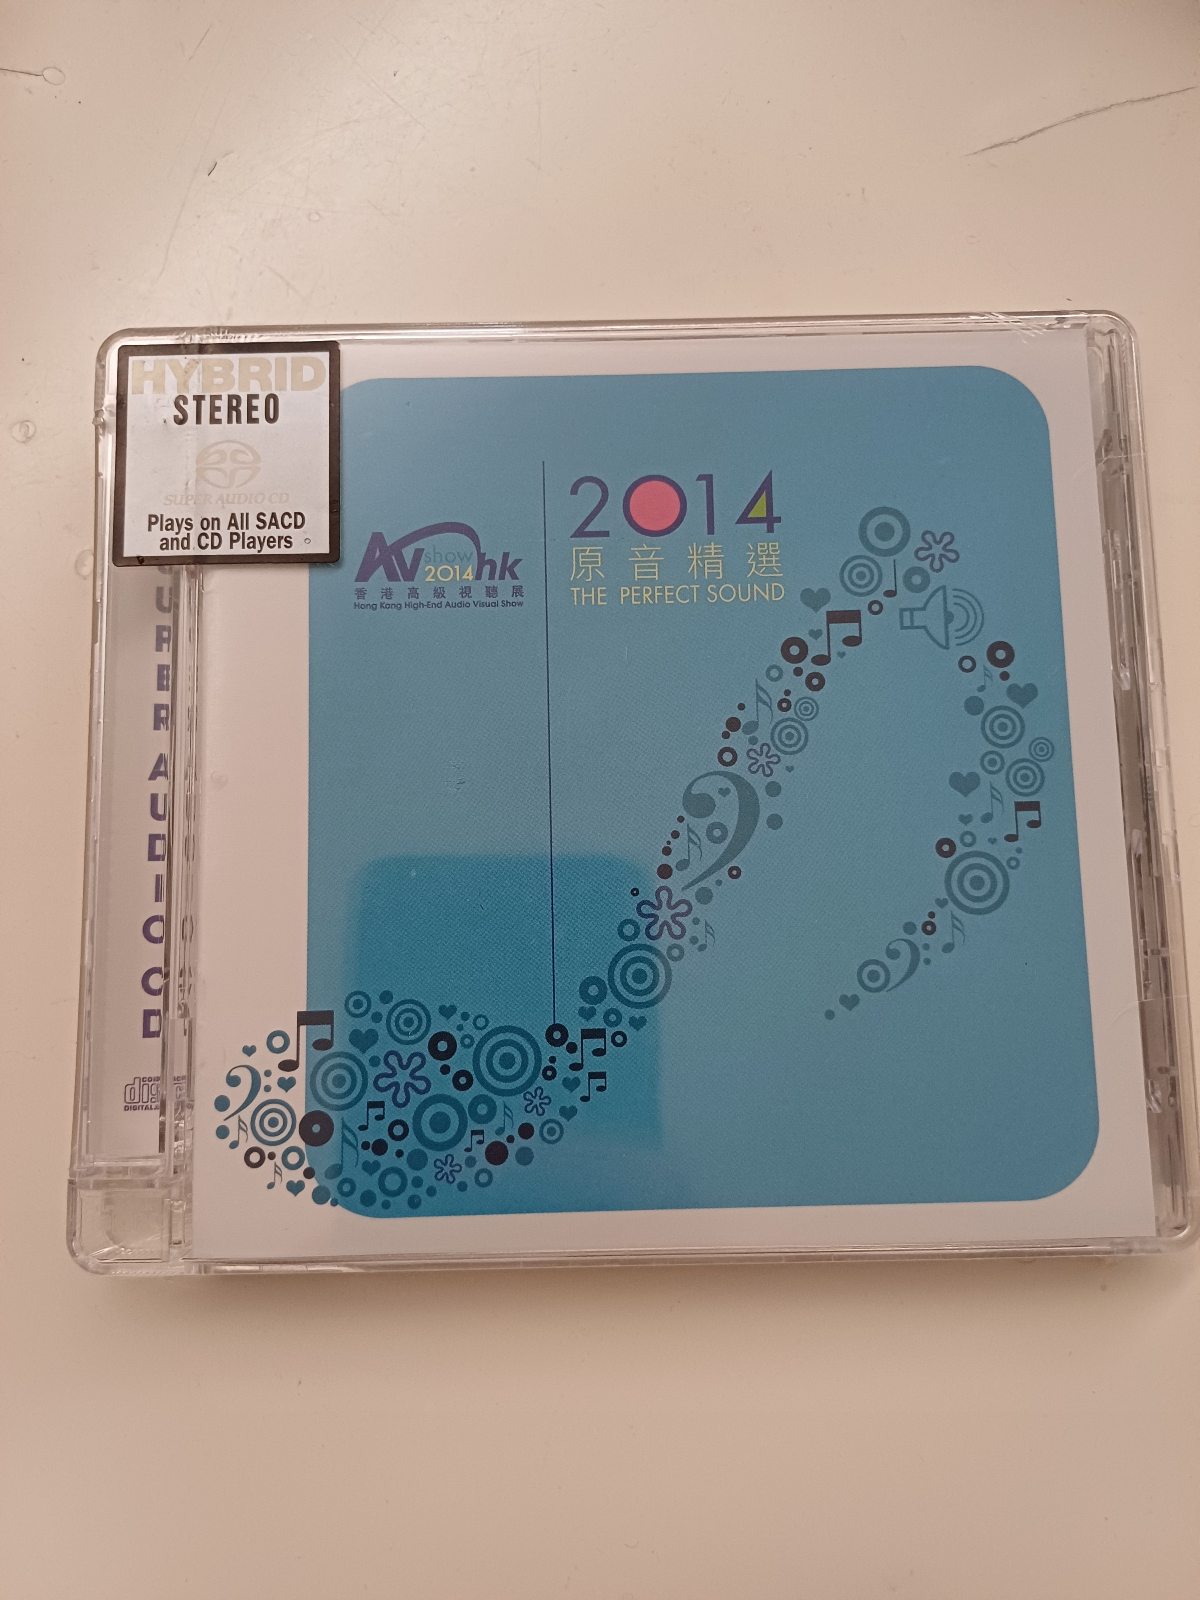 HYBRID
STEREO
SUPER AUDIO CD
Plays on All SACD
and CD Players
SUPER AUDIO CD
DIGITAL
AV show hk
2014
香港高級視聽展
Hong Kong High-End Audio Visual Show
2014
原音精選
THE PERFECT SOUND